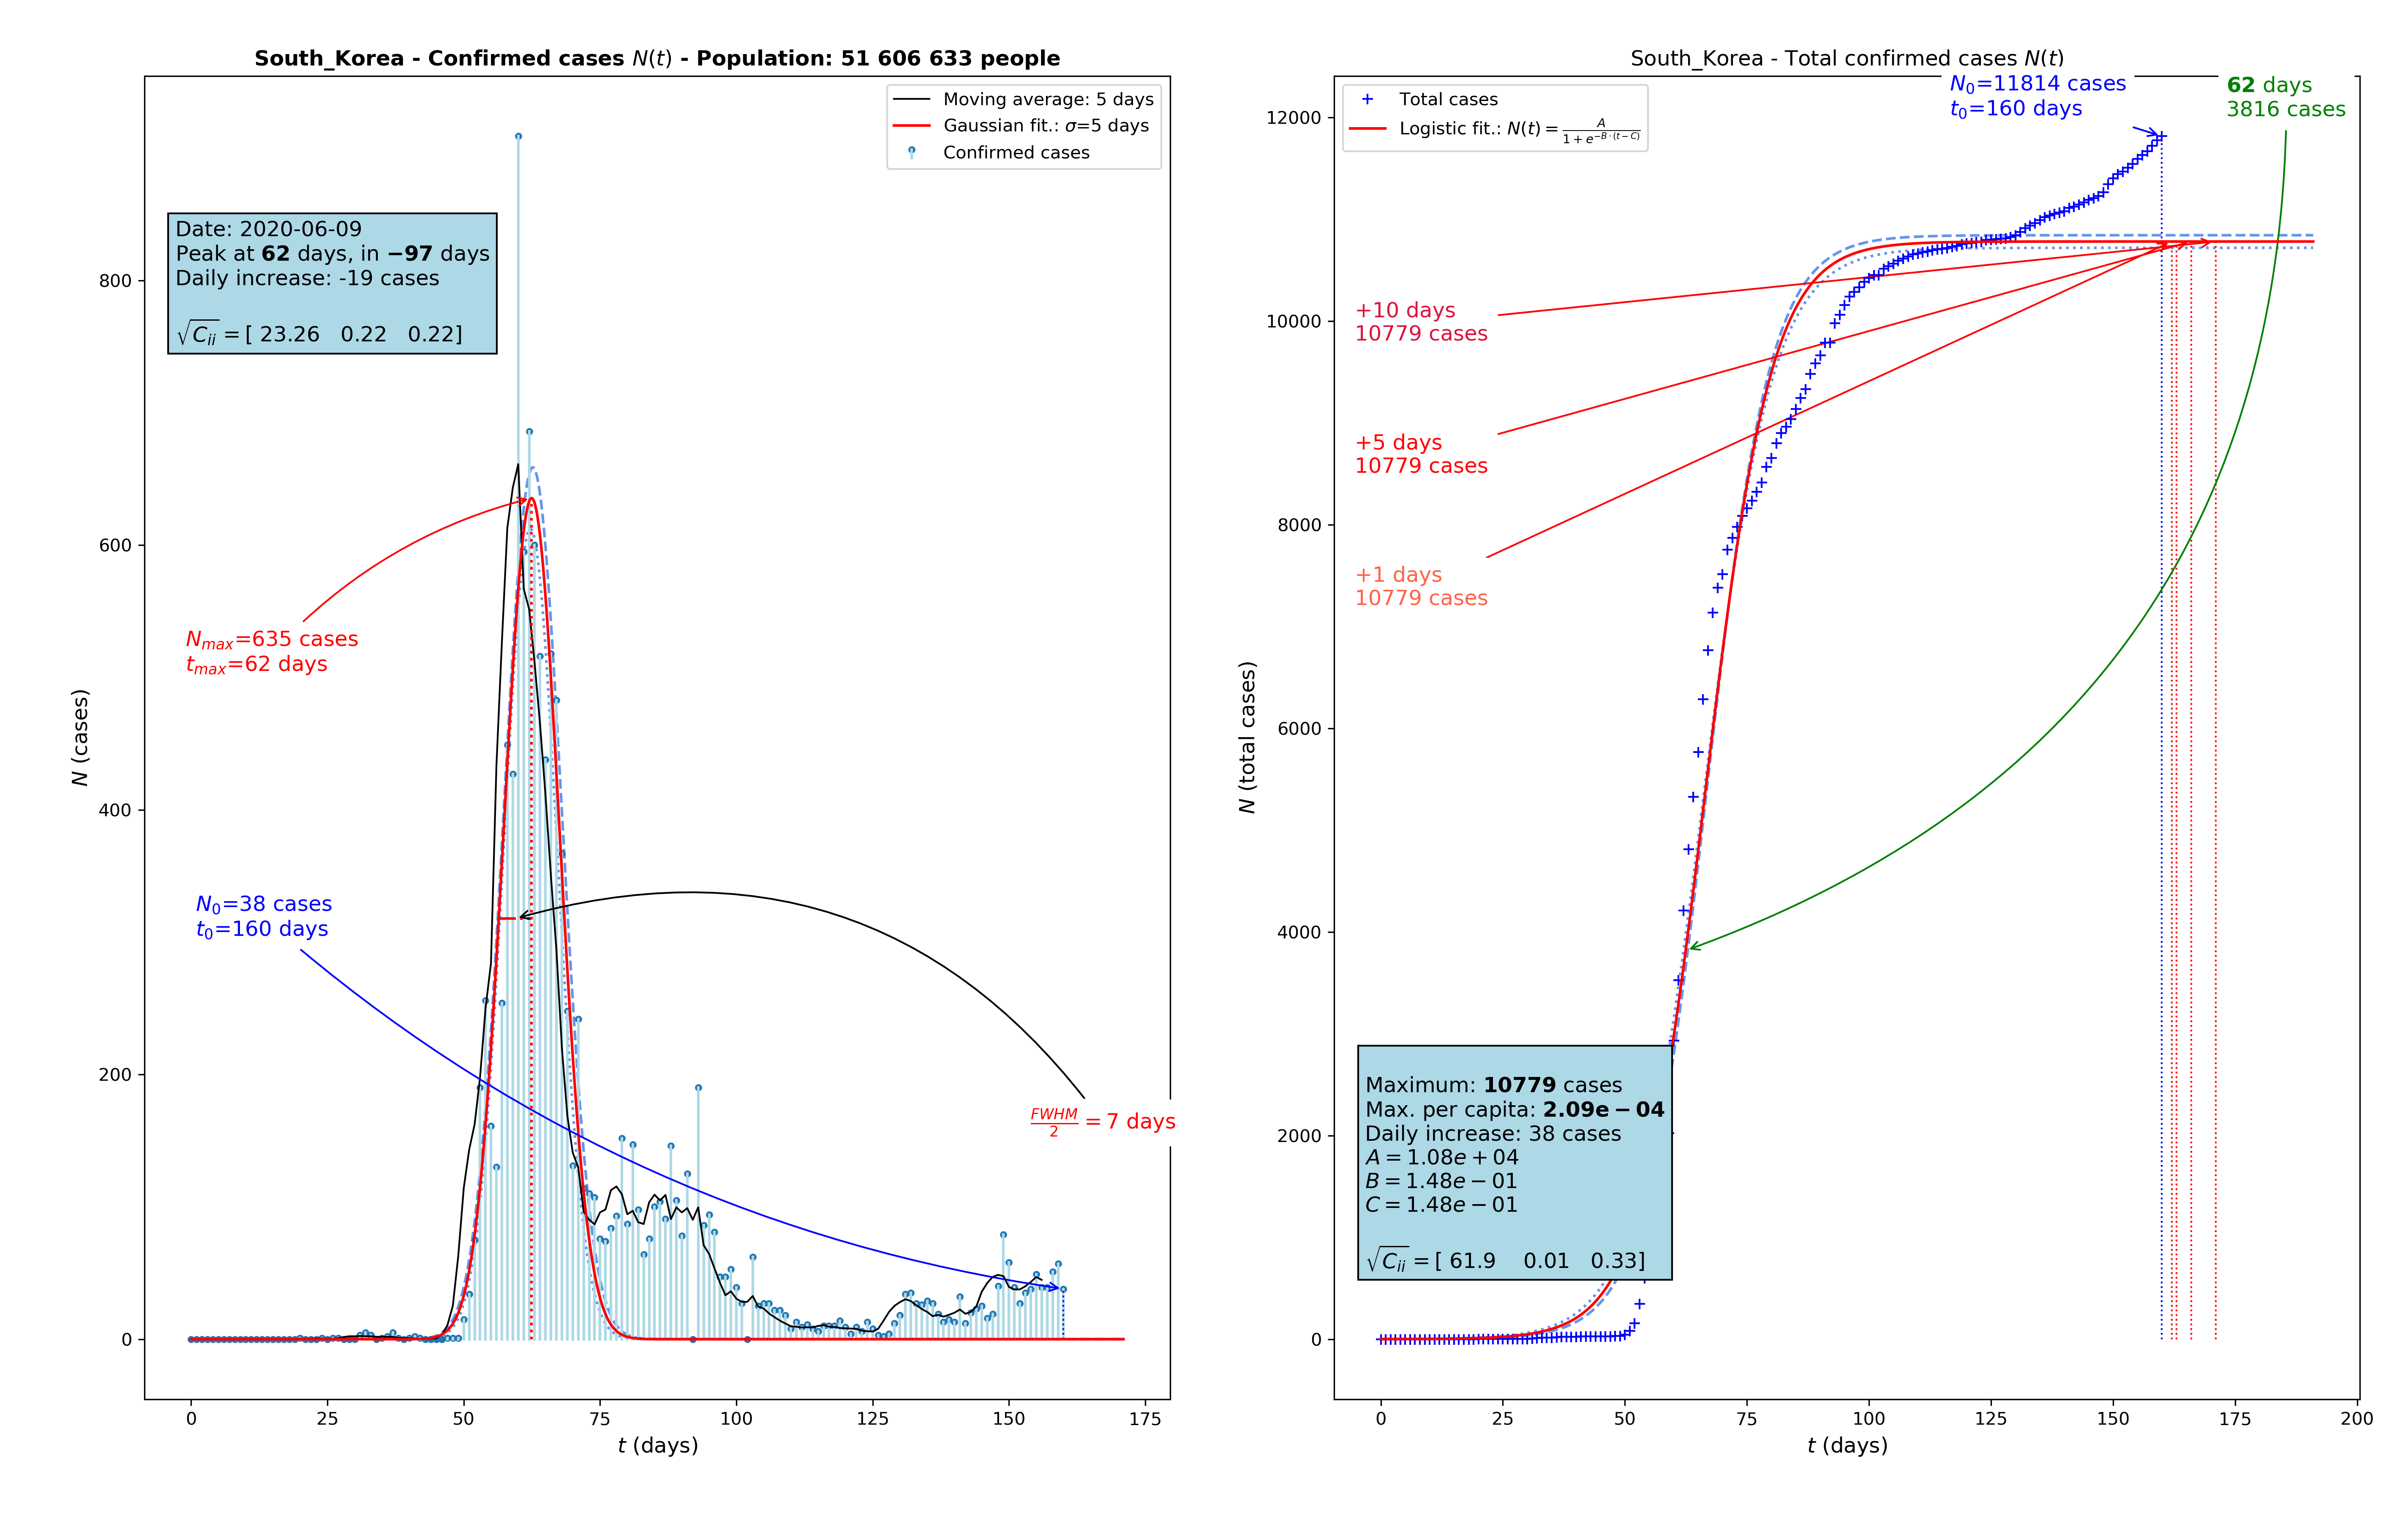 South_Korea - Confirmed cases N(t) - Population: 51 606 633 people
Moving average: 5 days
Gaussian fit.: σ=5 days
Confirmed cases
Date: 2020-06-09
Peak at 62 days, in −97 days
Daily increase: -19 cases
√C_ii = [ 23.26 0.22 0.22]
N_max=635 cases
t_max=62 days
N_0=38 cases
t_0=160 days
FWHM/2 = 7 days
N (cases)
800
600
400
200
0
0 25 50 75 100 125 150 175
t (days)
South_Korea - Total confirmed cases N(t)
Total cases
Logistic fit.: N(t) = A/(1 + e^{−B·(t−C)})
N_0=11814 cases
t_0=160 days
62 days
3816 cases
+10 days
10779 cases
+5 days
10779 cases
+1 days
10779 cases
Maximum: 10779 cases
Max. per capita: 2.09e − 04
Daily increase: 38 cases
A = 1.08e + 04
B = 1.48e − 01
C = 1.48e − 01
√C_ii = [ 61.9 0.01 0.33]
N (total cases)
12000
10000
8000
6000
4000
2000
0
0 25 50 75 100 125 150 175 200
t (days)